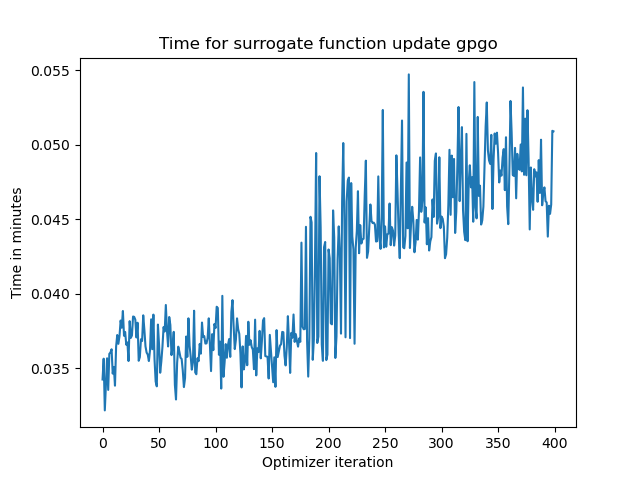 Time for surrogate function update gpgo
0.055
0.050
0.045
0.040
0.035
Time in minutes
0 50 100 150 200 250 300 350 400
Optimizer iteration